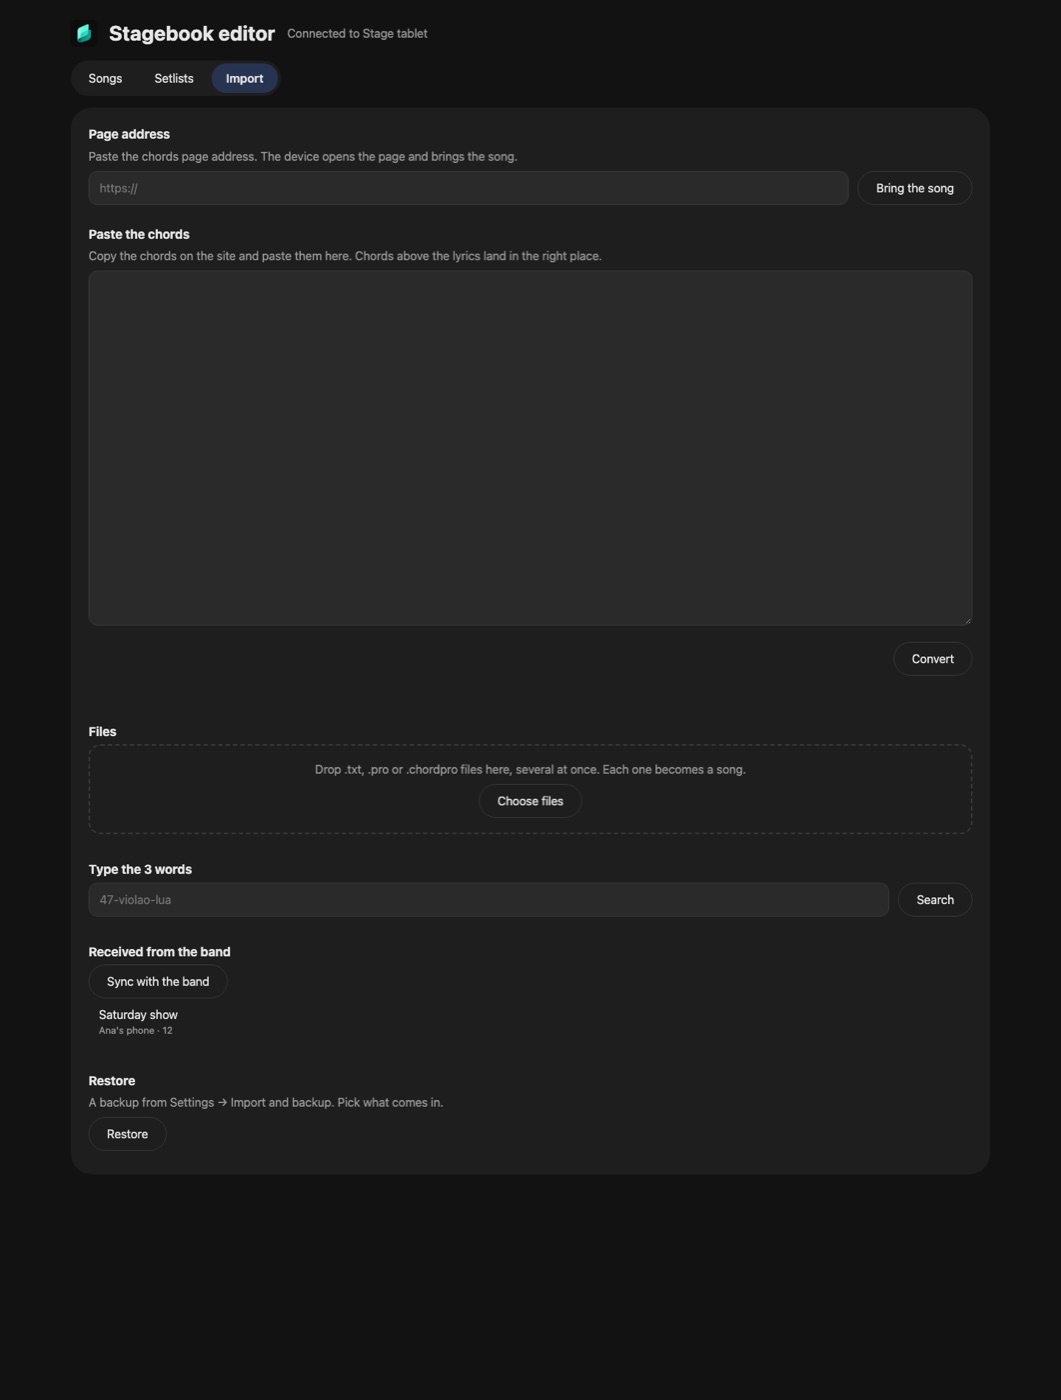 Stagebook editor Connected to Stage tablet
Songs Setlists Import
Page address
Paste the chords page address. The device opens the page and brings the song.
https:// Bring the song
Paste the chords
Copy the chords on the site and paste them here. Chords above the lyrics land in the right place.
Convert
Files
Drop .txt, .pro or .chordpro files here, several at once. Each one becomes a song.
Choose files
Type the 3 words
47-violao-lua Search
Received from the band
Sync with the band
Saturday show
Ana's phone · 12
Restore
A backup from Settings → Import and backup. Pick what comes in.
Restore